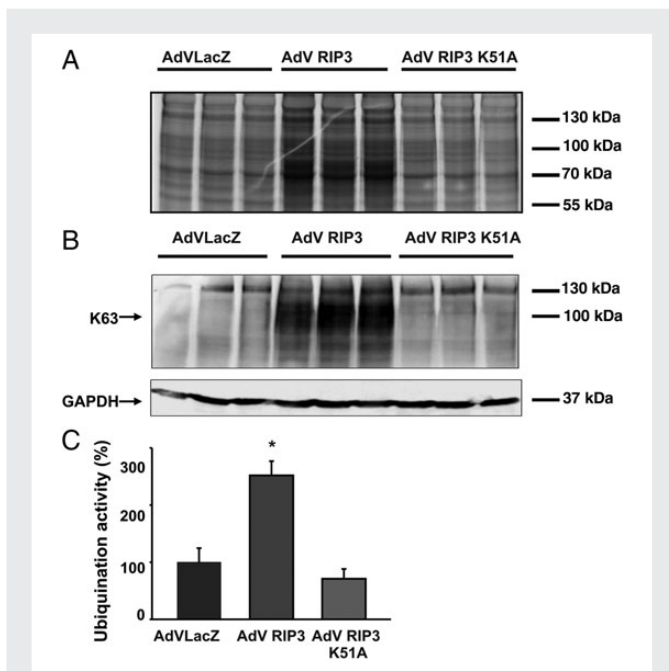 A
AdVLacZ AdV RIP3 AdV RIP3 K51A
130 kDa
100 kDa
70 kDa
55 kDa
B
AdVLacZ AdV RIP3 AdV RIP3 K51A
130 kDa
K63
100 kDa
GAPDH
37 kDa
C
Ubiquination activity (%)
300
*
200
100
0
AdVLacZ AdV RIP3 AdV RIP3
K51A